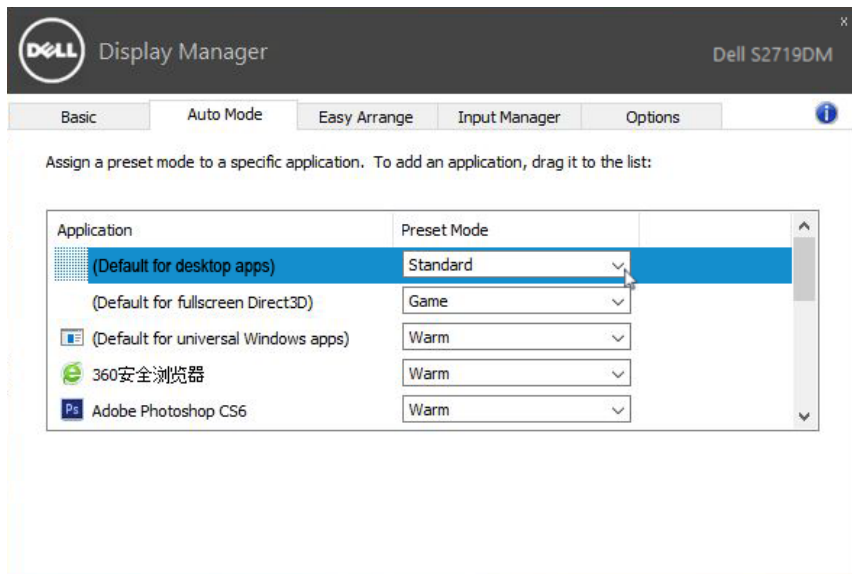 DELL Display Manager
Dell S2719DM
x
Basic Auto Mode Easy Arrange Input Manager Options i
Assign a preset mode to a specific application. To add an application, drag it to the list:
Application Preset Mode
(Default for desktop apps) Standard
(Default for fullscreen Direct3D) Game
(Default for universal Windows apps) Warm
360安全浏览器 Warm
Ps Adobe Photoshop CS6 Warm